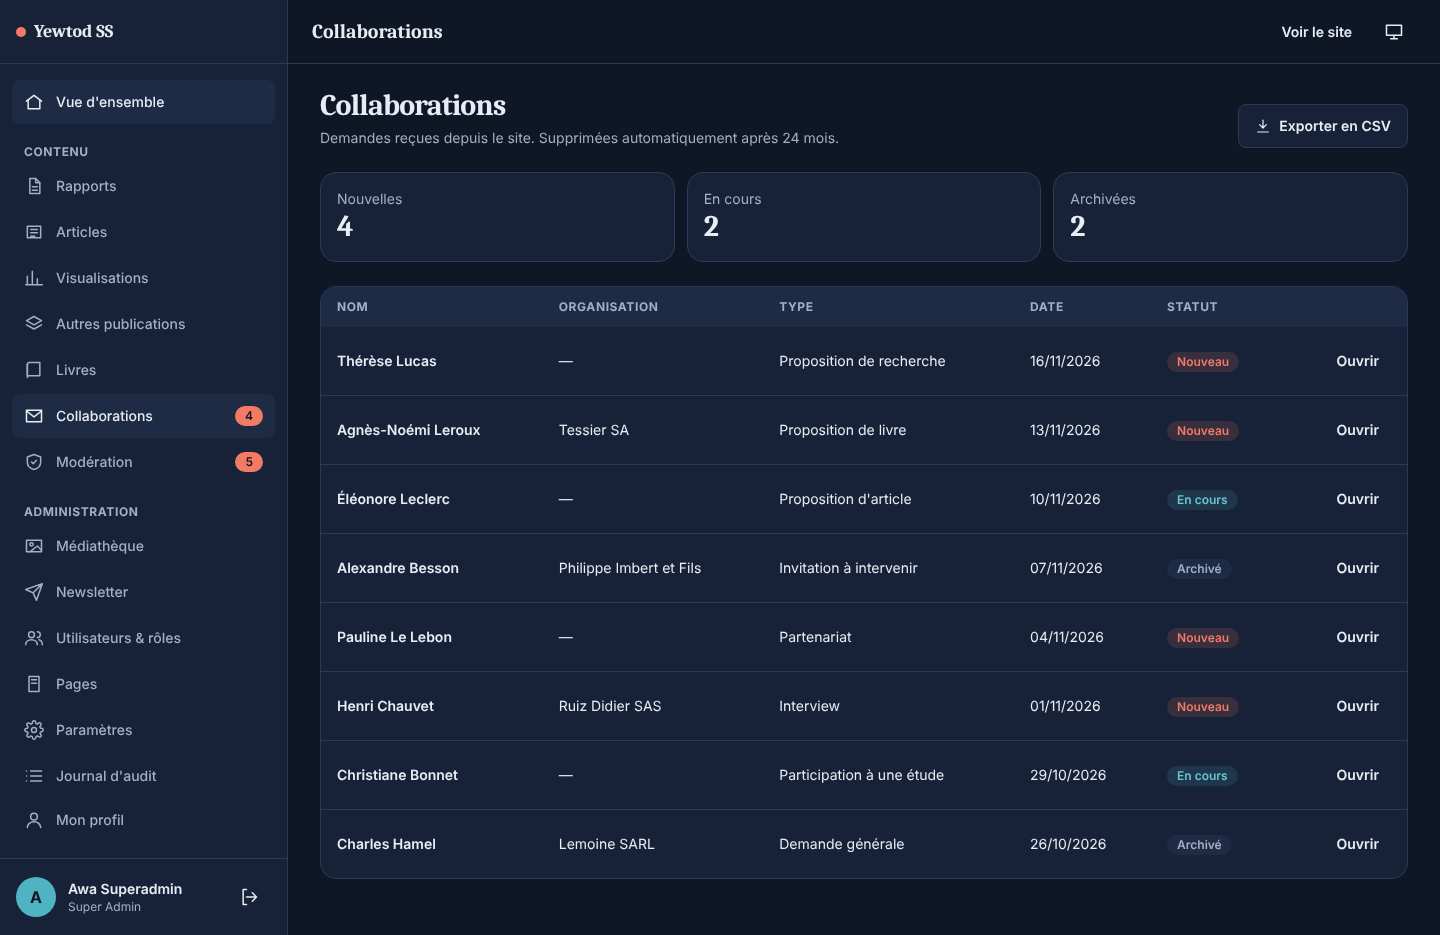 Yewtod SS
Vue d'ensemble
CONTENU
Rapports
Articles
Visualisations
Autres publications
Livres
Collaborations 4
Modération 5
ADMINISTRATION
Médiathèque
Newsletter
Utilisateurs & rôles
Pages
Paramètres
Journal d'audit
Mon profil
A
Awa Superadmin
Super Admin
Collaborations
Voir le site
Collaborations
Demandes reçues depuis le site. Supprimées automatiquement après 24 mois.
Exporter en CSV
Nouvelles
4
En cours
2
Archivées
2
NOM ORGANISATION TYPE DATE STATUT
Thérèse Lucas — Proposition de recherche 16/11/2026 Nouveau Ouvrir
Agnès-Noémi Leroux Tessier SA Proposition de livre 13/11/2026 Nouveau Ouvrir
Éléonore Leclerc — Proposition d'article 10/11/2026 En cours Ouvrir
Alexandre Besson Philippe Imbert et Fils Invitation à intervenir 07/11/2026 Archivé Ouvrir
Pauline Le Lebon — Partenariat 04/11/2026 Nouveau Ouvrir
Henri Chauvet Ruiz Didier SAS Interview 01/11/2026 Nouveau Ouvrir
Christiane Bonnet — Participation à une étude 29/10/2026 En cours Ouvrir
Charles Hamel Lemoine SARL Demande générale 26/10/2026 Archivé Ouvrir